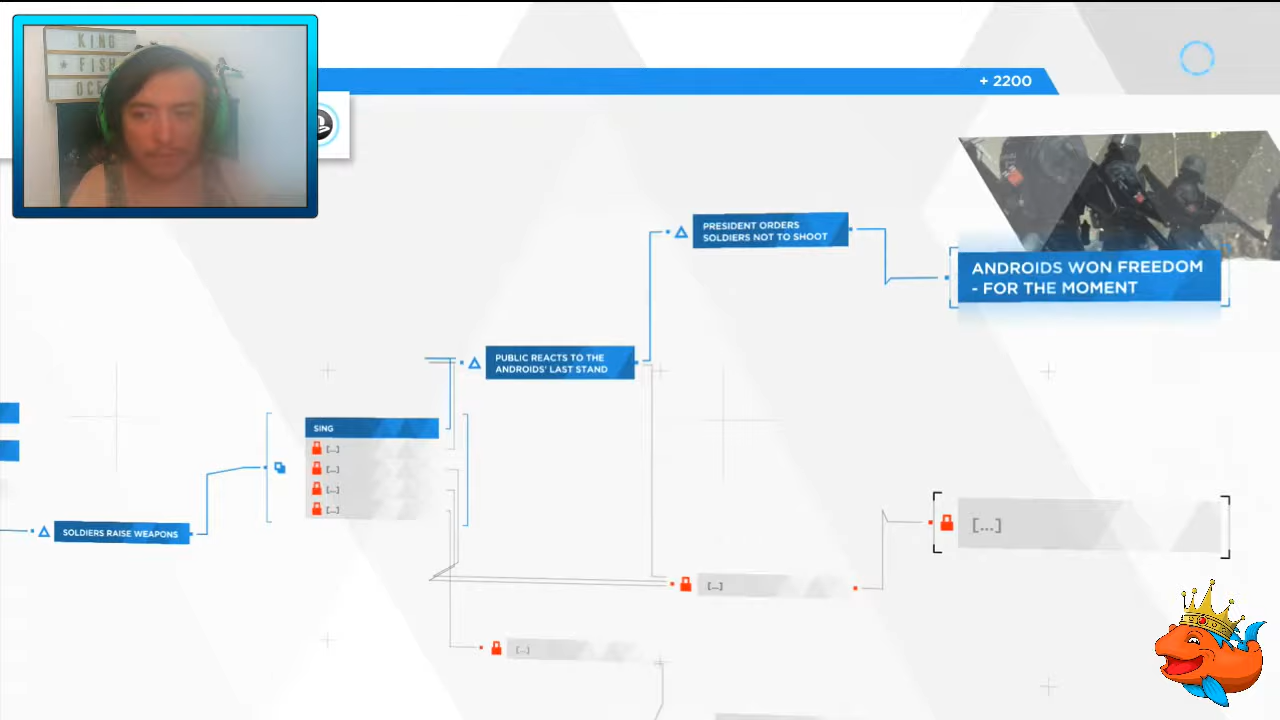 KING
★ FISH
OCE
+ 2200
PRESIDENT ORDERS
SOLDIERS NOT TO SHOOT
ANDROIDS WON FREEDOM
- FOR THE MOMENT
PUBLIC REACTS TO THE
ANDROIDS' LAST STAND
SING
[...]
[...]
[...]
[...]
SOLDIERS RAISE WEAPONS
[...]
[...]
[...]